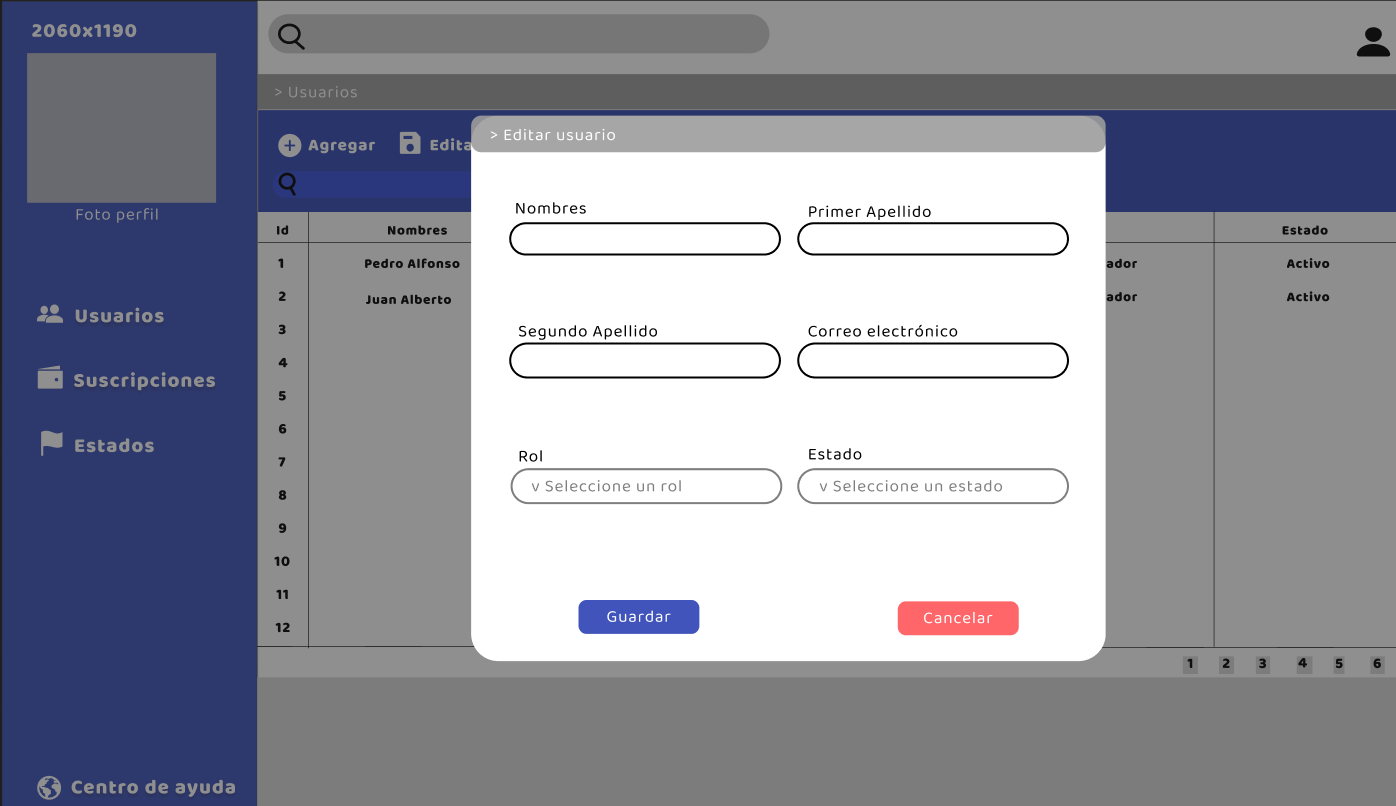 2060x1190
Foto perfil
Usuarios
Suscripciones
Estados
Centro de ayuda
> Usuarios
Agregar
Edita
Id Nombres Estado
1 Pedro Alfonso ador Activo
2 Juan Alberto ador Activo
3
4
5
6
7
8
9
10
11
12
1 2 3 4 5 6
> Editar usuario
Nombres Primer Apellido
Segundo Apellido Correo electrónico
Rol Estado
v Seleccione un rol v Seleccione un estado
Guardar Cancelar